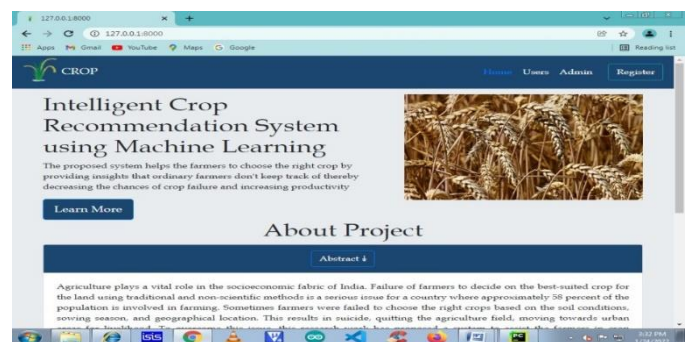 127.0.0.1:8000
127.0.0.1:8000
Apps Gmail YouTube Maps Google Reading list
CROP Home Users Admin Register
Intelligent Crop
Recommendation System
using Machine Learning
The proposed system helps the farmers to choose the right crop by
providing insights that ordinary farmers don't keep track of thereby
decreasing the chances of crop failure and increasing productivity
Learn More
About Project
Abstract
Agriculture plays a vital role in the socioeconomic fabric of India. Failure of farmers to decide on the best-suited crop for
the land using traditional and non-scientific methods is a serious issue for a country where approximately 58 percent of the
population is involved in farming. Sometimes farmers were failed to choose the right crops based on the soil conditions,
sowing season, and geographical location. This results in suicide, quitting the agriculture field, moving towards urban
isis
PC
3:32 PM